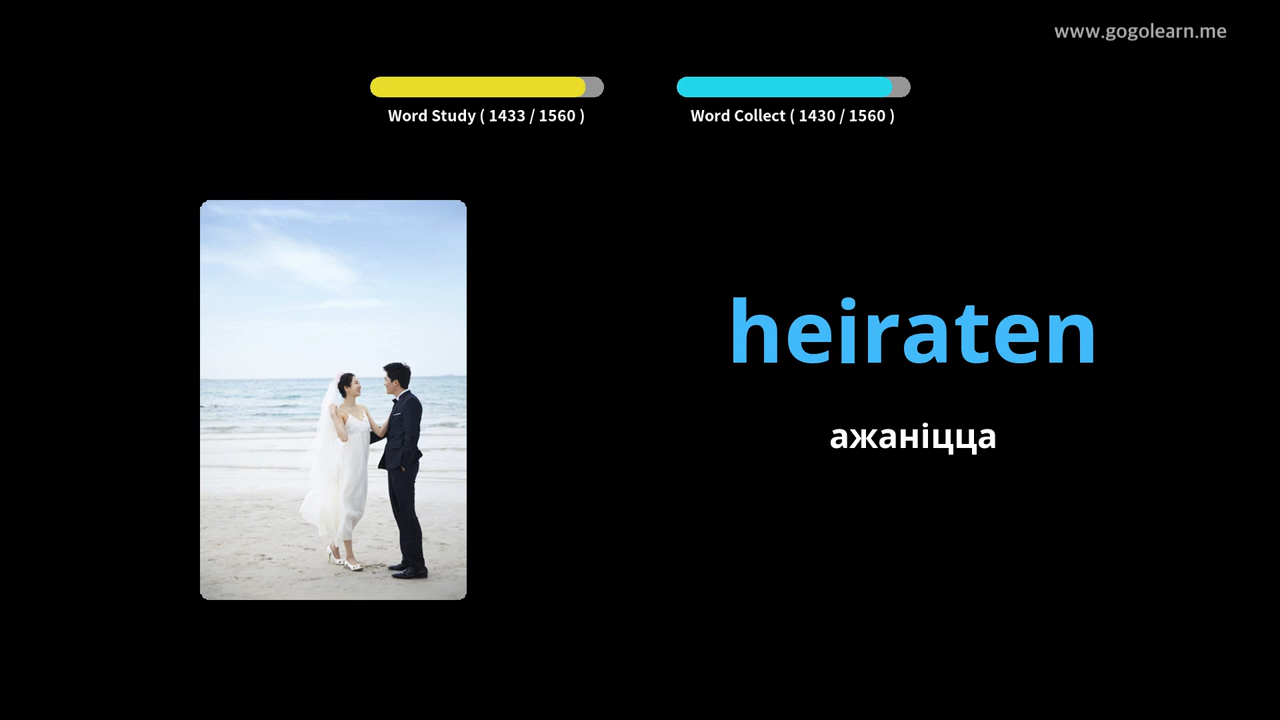 www.gogolearn.me
Word Study ( 1433 / 1560 )
Word Collect ( 1430 / 1560 )
heiraten
ажаніцца